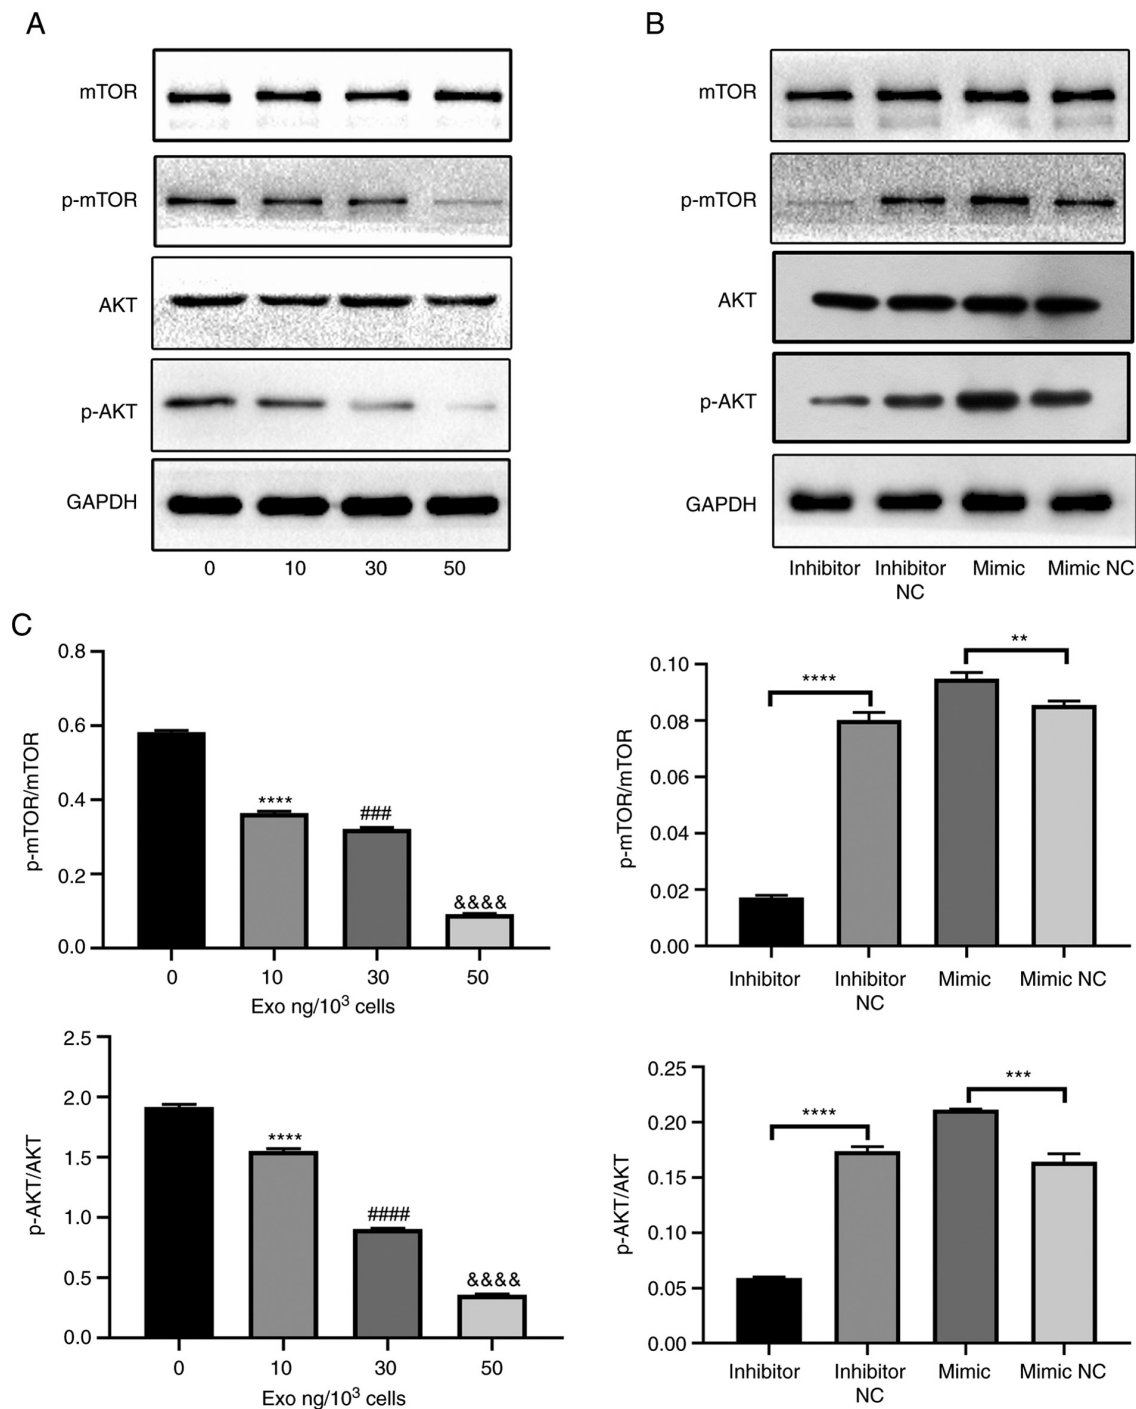 A
mTOR
p-mTOR
AKT
p-AKT
GAPDH
0 10 30 50
B
mTOR
p-mTOR
AKT
p-AKT
GAPDH
Inhibitor Inhibitor Mimic Mimic NC
NC
C
0.8
0.6
0.4
0.2
0.0
p-mTOR/mTOR
****
###
&&&&
0 10 30 50
Exo ng/10³ cells
0.10
0.08
0.06
0.04
0.02
0.00
p-mTOR/mTOR
****
**
Inhibitor Inhibitor Mimic Mimic NC
NC
2.5
2.0
1.5
1.0
0.5
0.0
p-AKT/AKT
****
####
&&&&
0 10 30 50
Exo ng/10³ cells
0.25
0.20
0.15
0.10
0.05
0.00
p-AKT/AKT
****
***
Inhibitor Inhibitor Mimic Mimic NC
NC